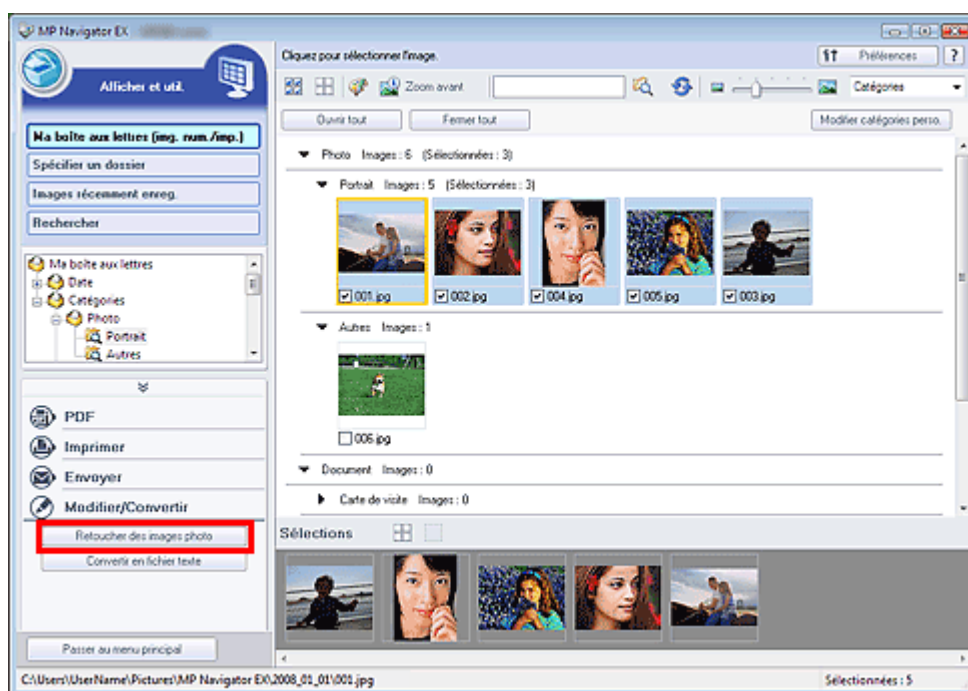 MP Navigator EX
Afficher et util.
Cliquez pour sélectionner l'image.
Préférences
?
Zoom avant
Catégories
Ouvrir tout
Fermer tout
Modifier catégories perso.
Ma boîte aux lettres (img. num./imp.)
Spécifier un dossier
Images récemment enreg.
Rechercher
Ma boîte aux lettres
Date
Catégories
Photo
Portrait
Autres
PDF
Imprimer
Envoyer
Modifier/Convertir
Retoucher des images photo
Convertir en fichier texte
Passer au menu principal
Photo Images : 6 (Sélectionnées : 3)
Portrait Images : 5 (Sélectionnées : 3)
001.jpg 002.jpg 004.jpg 005.jpg 003.jpg
Autres Images : 1
006.jpg
Document Images : 0
Carte de visite Images : 0
Sélections
C:\Users\UserName\Pictures\MP Navigator EX\2008_01_01\001.jpg
Sélectionnées : 5